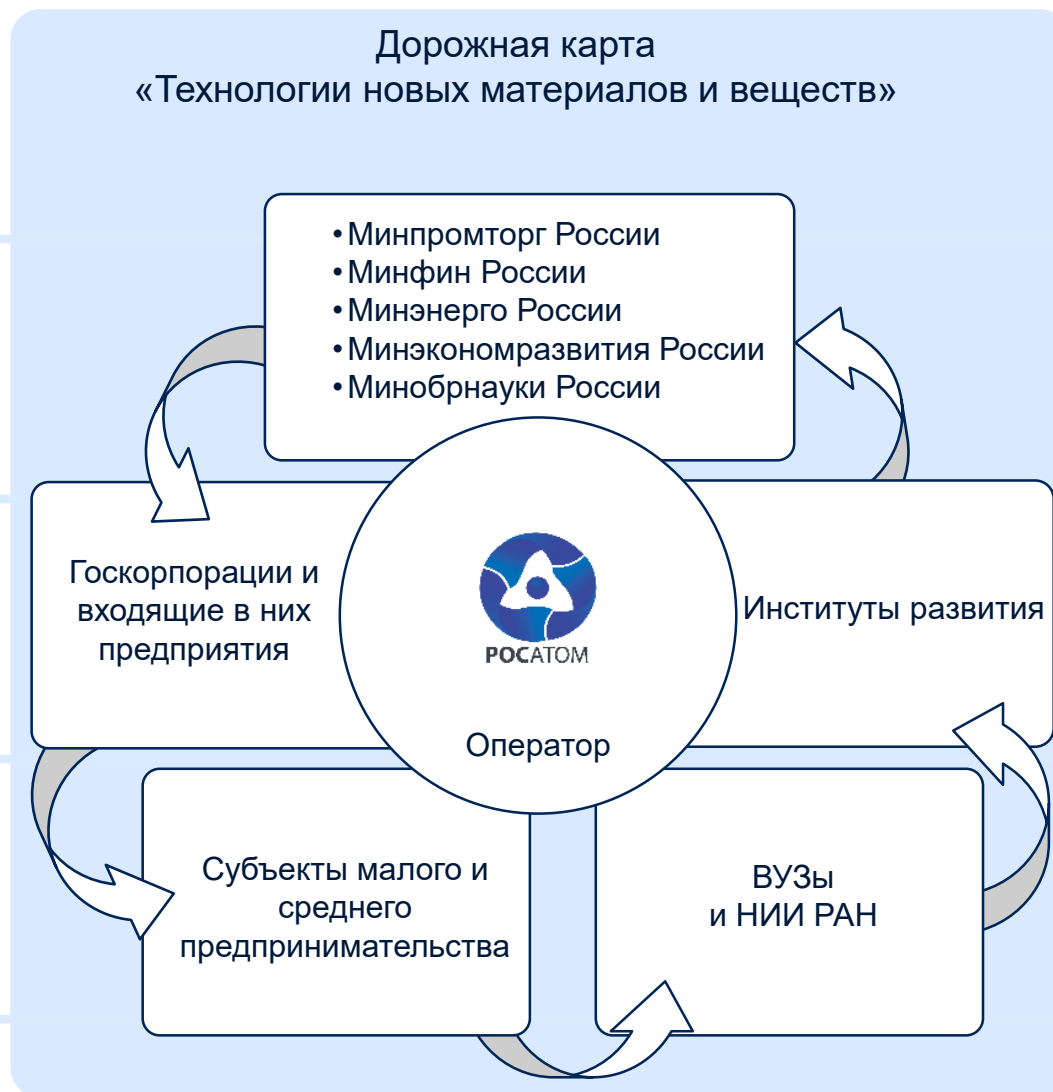 Дорожная карта
«Технологии новых материалов и веществ»
•Минпромторг России
•Минфин России
•Минэнерго России
•Минэкономразвития России
•Минобрнауки России
Госкорпорации и
входящие в них
предприятия
РОСАТОМ
Оператор
Институты развития
Субъекты малого и
среднего
предпринимательства
ВУЗы
и НИИ РАН